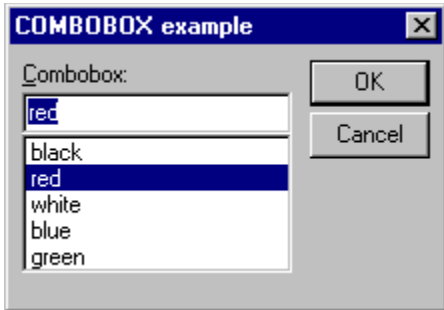 COMBOBOX example
Combobox:
red
black
red
white
blue
green
OK
Cancel